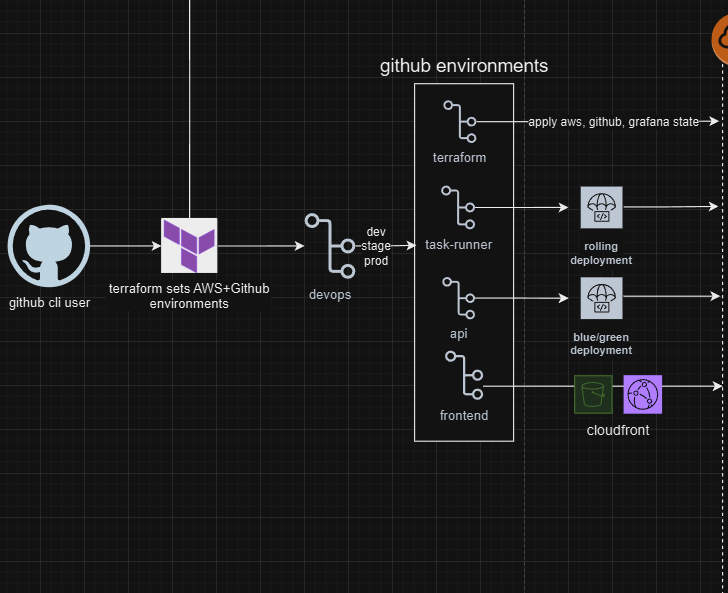 github environments
apply aws, github, grafana state
terraform
task-runner
rolling
deployment
dev
stage
prod
github cli user
terraform sets AWS+Github
environments
devops
api
blue/green
deployment
frontend
cloudfront